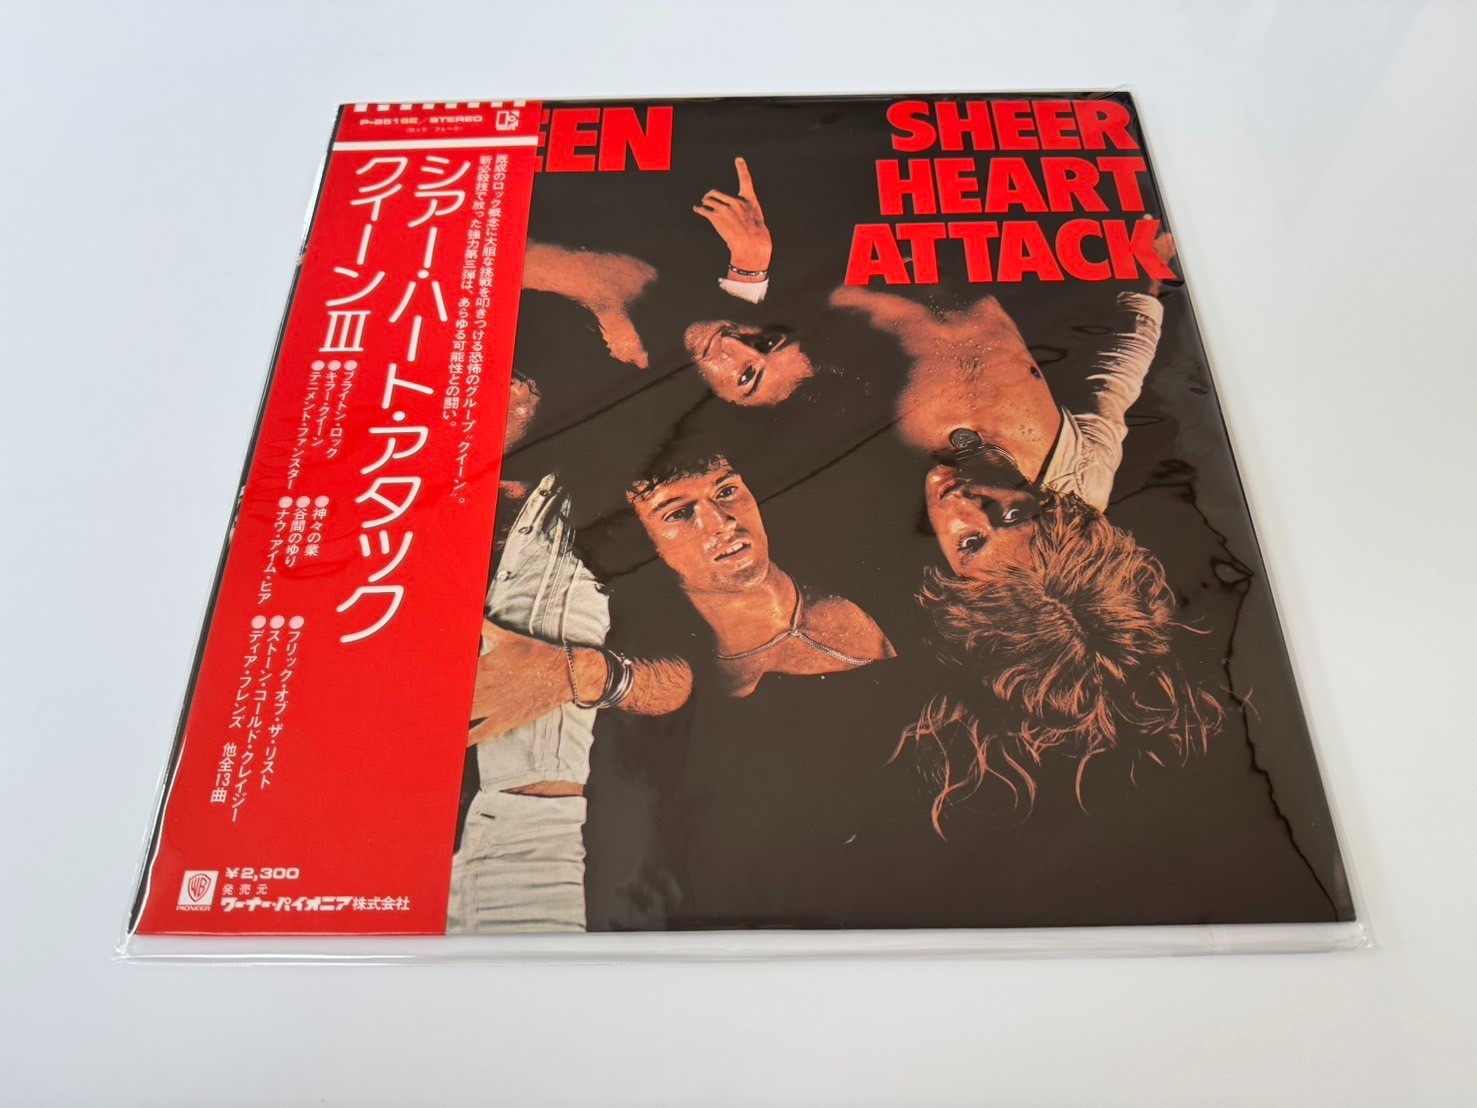 P-8516E/STEREO
EEN
SHEER
HEART
ATTACK
既成のロック概念に大胆な挑戦を叩きつける恐怖のグループ“クイーン”。
新必殺技で放った強力第三弾は、あらゆる可能性との闘い。
シアー・ハート・アタック
クイーンIII
●ブライトン・ロック
●キラー・クイーン
●テニメント・ファンスター
●神々の業
●谷間のゆり
●ナウ・アイム・ヒア
●フリック・オブ・ザ・リスト
●ストーン・コールド・クレイジー
●ディア・フレンズ
他全13曲
¥2,300
発売元
ワーナー・パイオニア株式会社
WB
PIONEER